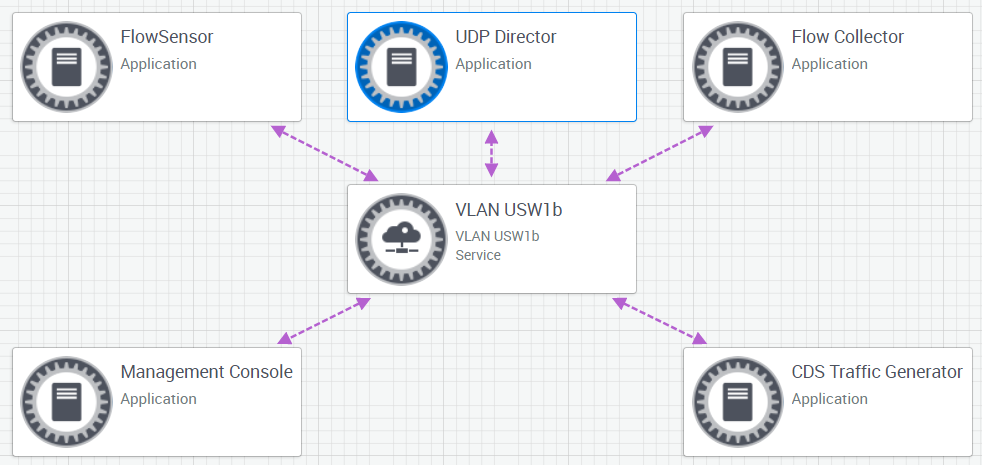 FlowSensor
Application
UDP Director
Application
Flow Collector
Application
VLAN USW1b
VLAN USW1b
Service
Management Console
Application
CDS Traffic Generator
Application